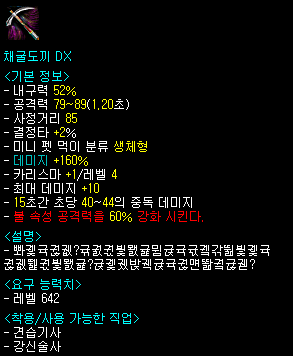 채굴도끼 DX
<기본 정보>
- 내구력 52%
- 공격력 79~89(1,20초)
- 사정거리 85
- 결정타 +2%
- 미니 펫 먹이 분류 생체형
- 데미지 +160%
- 카리스마 +1/레벨 4
- 최대 데미지 +10
- 15초간 초당 40~44의 중독 데미지
- 불 속성 공격력을 60% 강화 시킨다.
<설명>
<요구 능력치>
- 레벨 642
<착용/사용 가능한 직업>
- 견습기사
- 강신술사